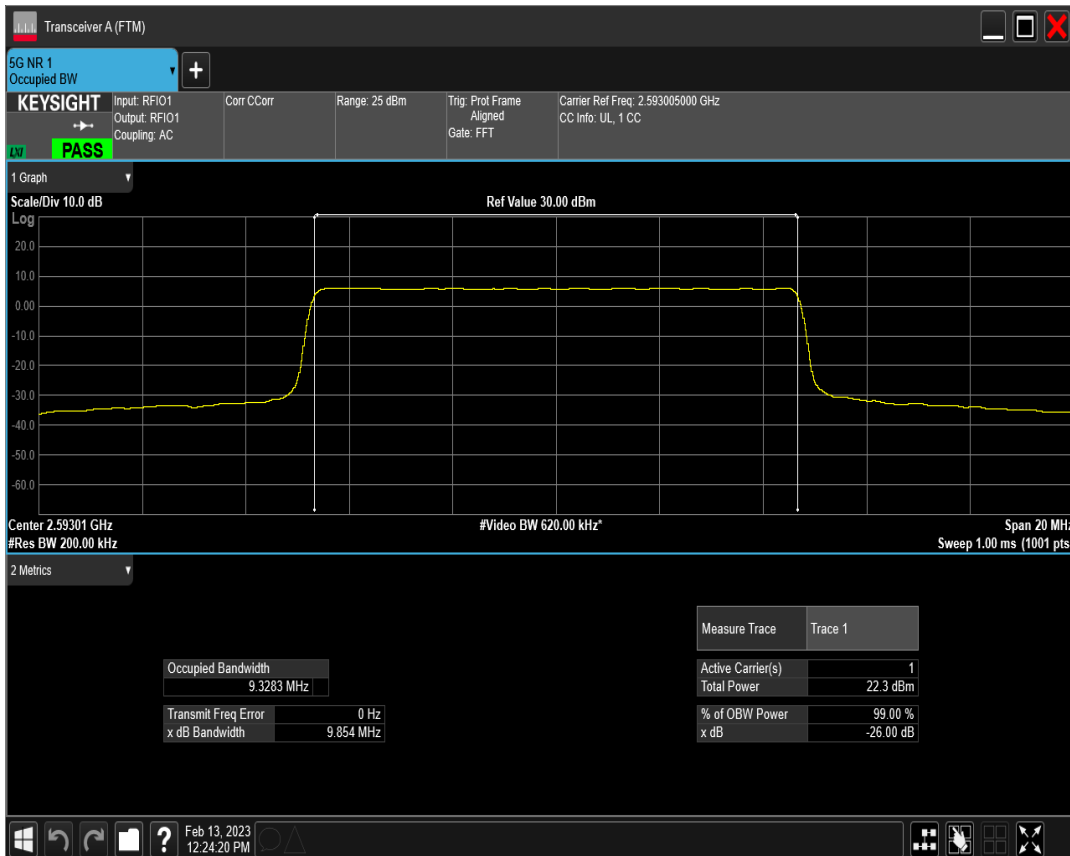 Transceiver A (FTM)
5G NR 1
Occupied BW
+
KEYSIGHT
LXI
PASS
Input: RFIO1
Output: RFIO1
Coupling: AC
Corr CCorr
Range: 25 dBm
Trig: Prot Frame
Aligned
Gate: FFT
Carrier Ref Freq: 2.593005000 GHz
CC Info: UL, 1 CC
1 Graph
Scale/Div 10.0 dB
Ref Value 30.00 dBm
Log
20.0
10.0
0.00
-10.0
-20.0
-30.0
-40.0
-50.0
-60.0
Center 2.59301 GHz
#Video BW 620.00 kHz*
Span 20 MHz
#Res BW 200.00 kHz
Sweep 1.00 ms (1001 pts
2 Metrics
Measure Trace Trace 1
Occupied Bandwidth
9.3283 MHz
Active Carrier(s) 1
Total Power 22.3 dBm
Transmit Freq Error 0 Hz
x dB Bandwidth 9.854 MHz
% of OBW Power 99.00 %
x dB -26.00 dB
?
Feb 13, 2023
12:24:20 PM